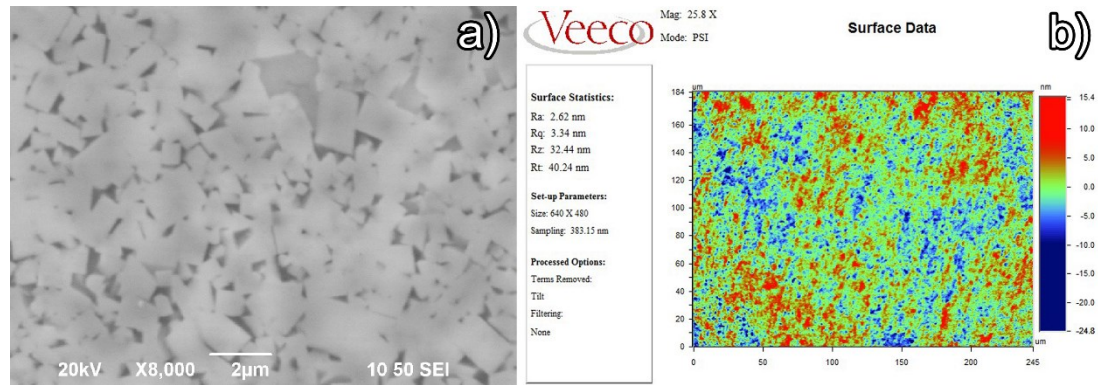 a)
20kV X8,000 2μm 10 50 SEI
Veeco
Mag: 25.8 X
Mode: PSI
Surface Data
b)
Surface Statistics:
Ra: 2.62 nm
Rq: 3.34 nm
Rz: 32.44 nm
Rt: 40.24 nm
Set-up Parameters:
Size: 640 X 480
Sampling: 383.15 nm
Processed Options:
Terms Removed:
Tilt
Filtering:
None
um
184
160
140
120
100
80
60
40
20
0
0 50 100 150 200 245
um
nm
15.4
10.0
5.0
0.0
-5.0
-10.0
-15.0
-20.0
-24.8